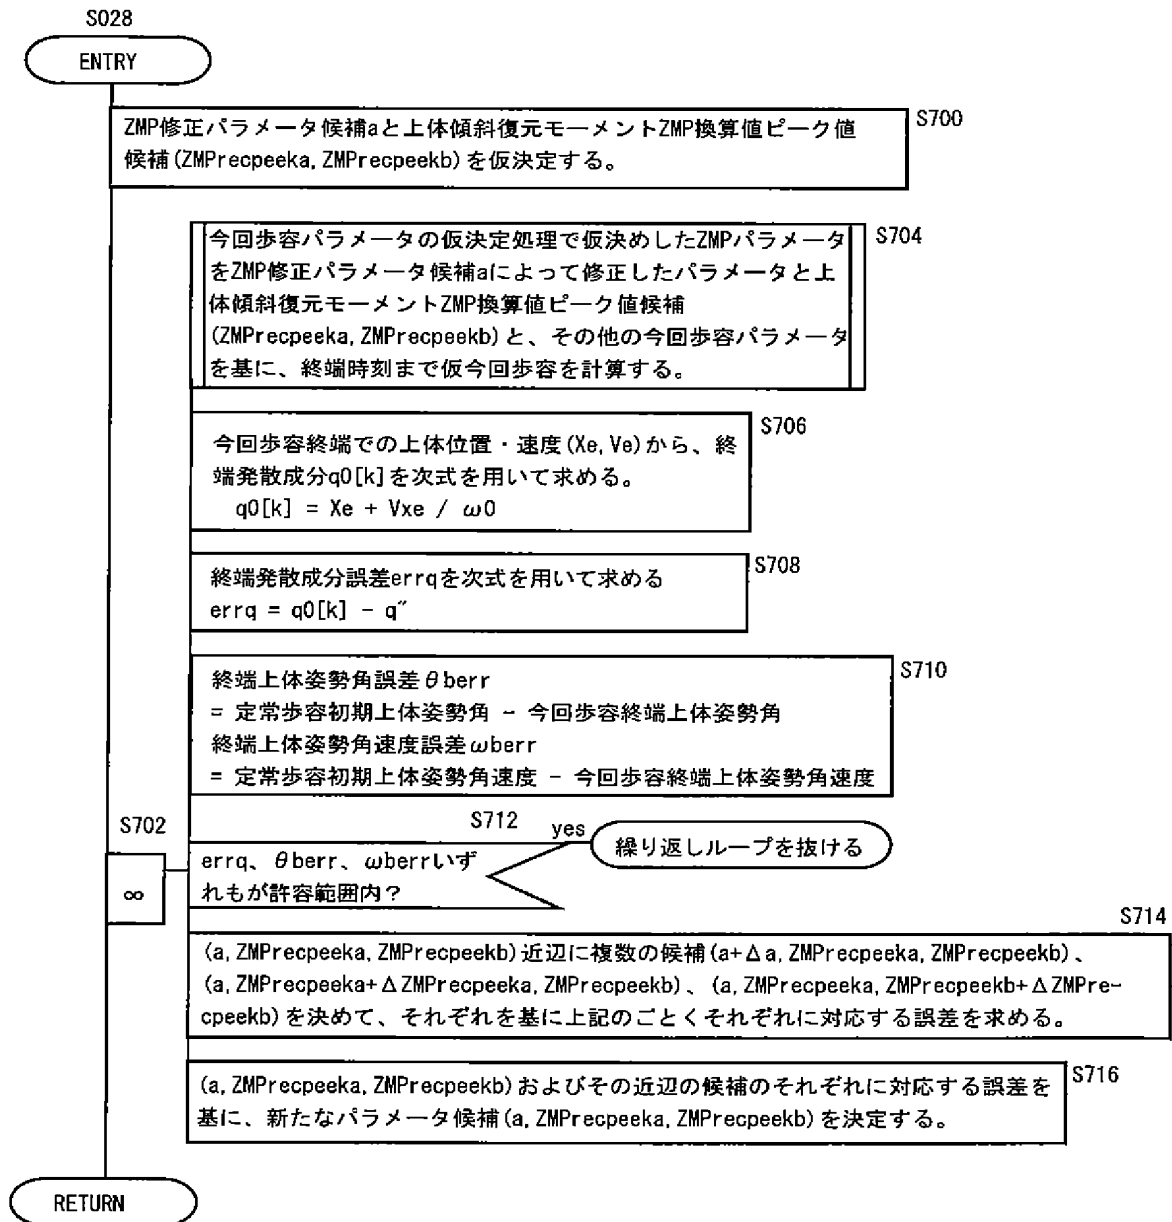 S028
ENTRY
S700
ZMP修正パラメータ候補aと上体傾斜復元モーメントZMP換算値ピーク値
候補(ZMPrecpeeka, ZMPrecpeekb)を仮決定する。
S704
今回歩容パラメータの仮決定処理で仮決めしたZMPパラメータ
をZMP修正パラメータ候補aによって修正したパラメータと上
体傾斜復元モーメントZMP換算値ピーク値候補
(ZMPrecpeeka, ZMPrecpeekb)と、その他の今回歩容パラメータ
を基に、終端時刻まで仮今回歩容を計算する。
S706
今回歩容終端での上体位置・速度(Xe, Ve)から、終
端発散成分q0[k]を次式を用いて求める。
q0[k] = Xe + Vxe / ω0
S708
終端発散成分誤差errqを次式を用いて求める
errq = q0[k] - q″
S710
終端上体姿勢角誤差θberr
= 定常歩容初期上体姿勢角 - 今回歩容終端上体姿勢角
終端上体姿勢角速度誤差ωberr
= 定常歩容初期上体姿勢角速度 - 今回歩容終端上体姿勢角速度
S702
∞
S712
yes
繰り返しループを抜ける
errq、θberr、ωberrいず
れもが許容範囲内?
S714
(a, ZMPrecpeeka, ZMPrecpeekb)近辺に複数の候補(a+Δa, ZMPrecpeeka, ZMPrecpeekb)、
(a, ZMPrecpeeka+ΔZMPrecpeeka, ZMPrecpeekb)、(a, ZMPrecpeeka, ZMPrecpeekb+ΔZMPre-
cpeekb)を決めて、それぞれを基に上記のごとくそれぞれに対応する誤差を求める。
S716
(a, ZMPrecpeeka, ZMPrecpeekb)およびその近辺の候補のそれぞれに対応する誤差を
基に、新たなパラメータ候補(a, ZMPrecpeeka, ZMPrecpeekb)を決定する。
RETURN